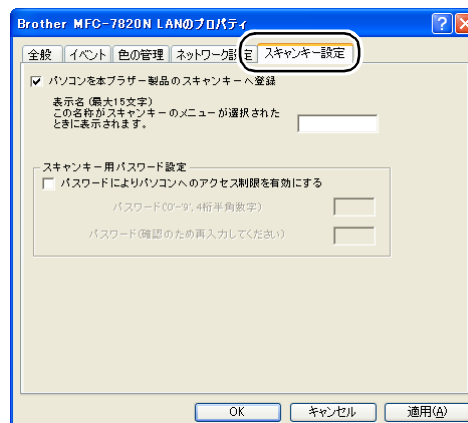 Brother MFC-7820N LANのプロパティ
全般 イベント 色の管理 ネットワーク設定 スキャンキー設定
パソコンを本ブラザー製品のスキャンキーへ登録
表示名(最大15文字)
この名称がスキャンキーのメニューが選択された
ときに表示されます。
スキャンキー用パスワード設定
パスワードによりパソコンへのアクセス制限を有効にする
パスワード('0'-'9', 4桁半角数字)
パスワード(確認のため再入力してください)
OK キャンセル 適用(A)